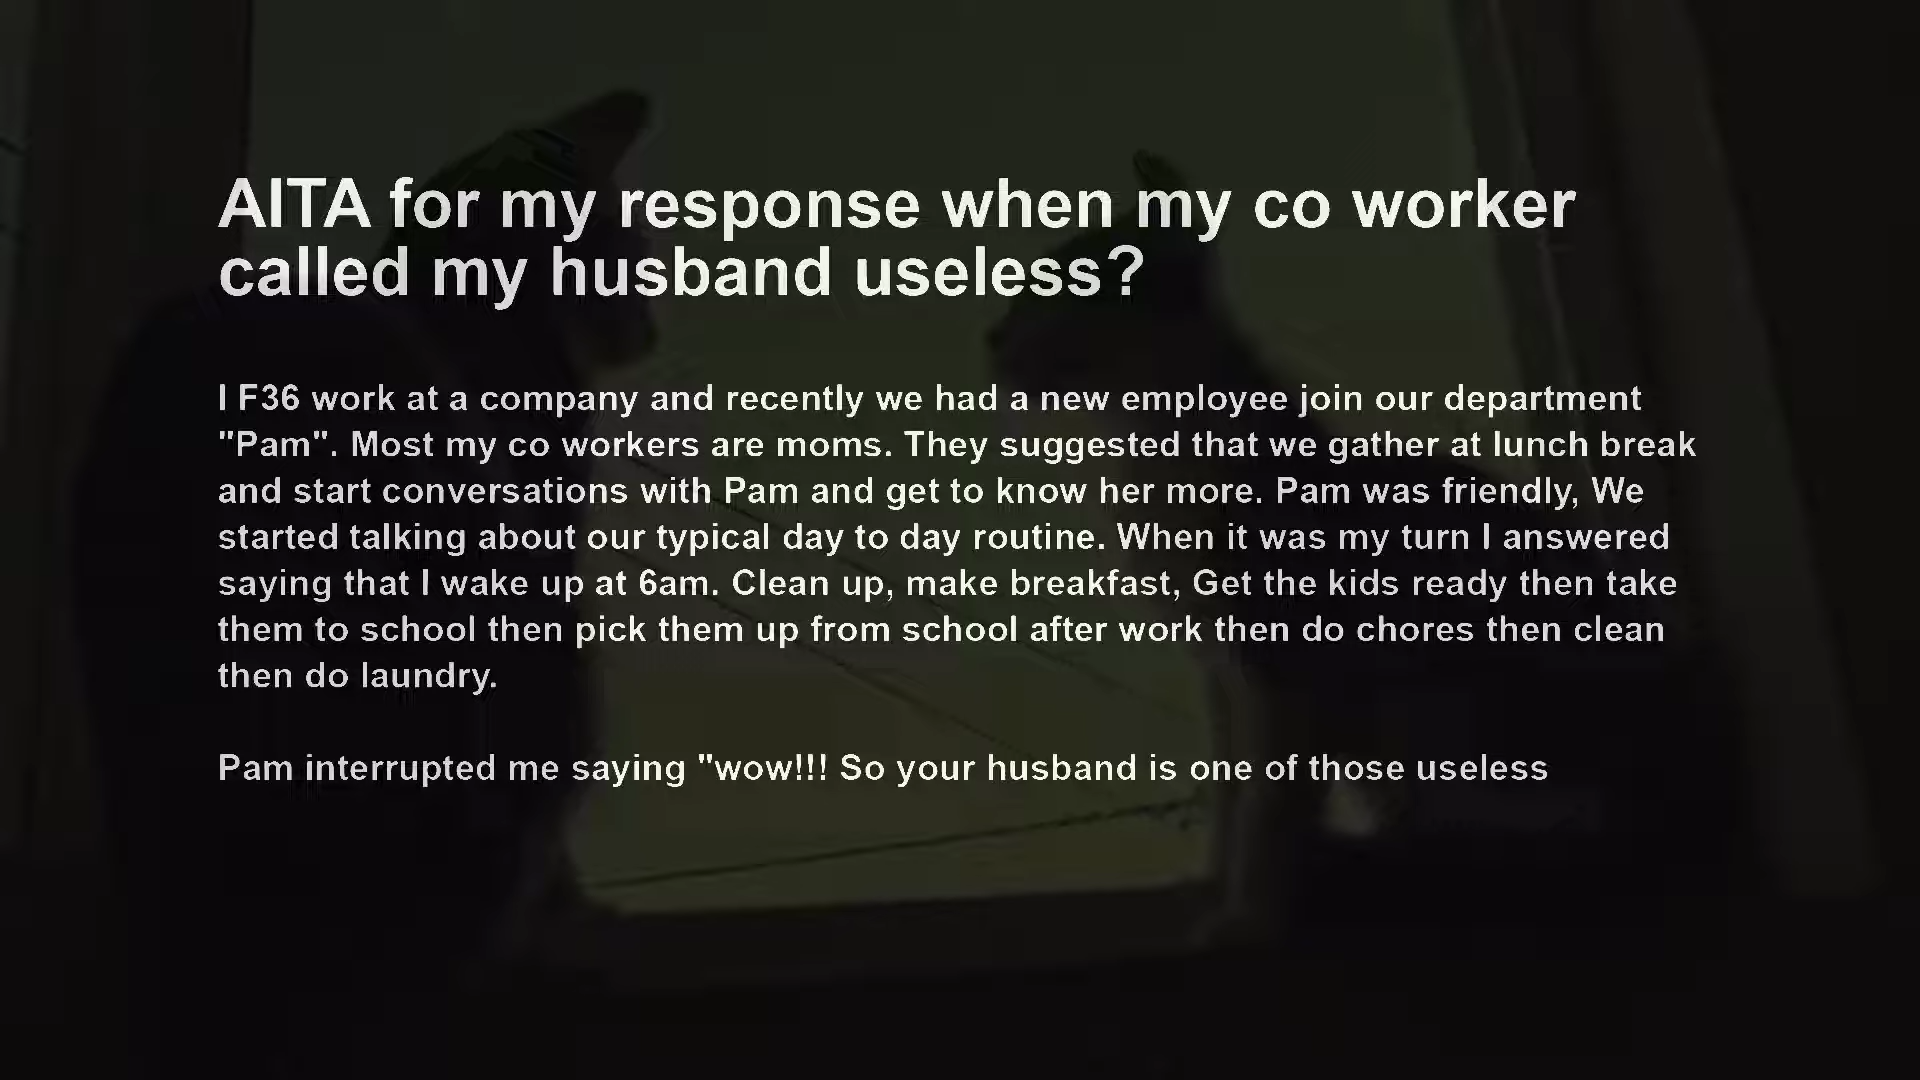 AITA for my response when my co worker
called my husband useless?
I F36 work at a company and recently we had a new employee join our department
"Pam". Most my co workers are moms. They suggested that we gather at lunch break
and start conversations with Pam and get to know her more. Pam was friendly, We
started talking about our typical day to day routine. When it was my turn I answered
saying that I wake up at 6am. Clean up, make breakfast, Get the kids ready then take
them to school then pick them up from school after work then do chores then clean
then do laundry.
Pam interrupted me saying "wow!!! So your husband is one of those useless